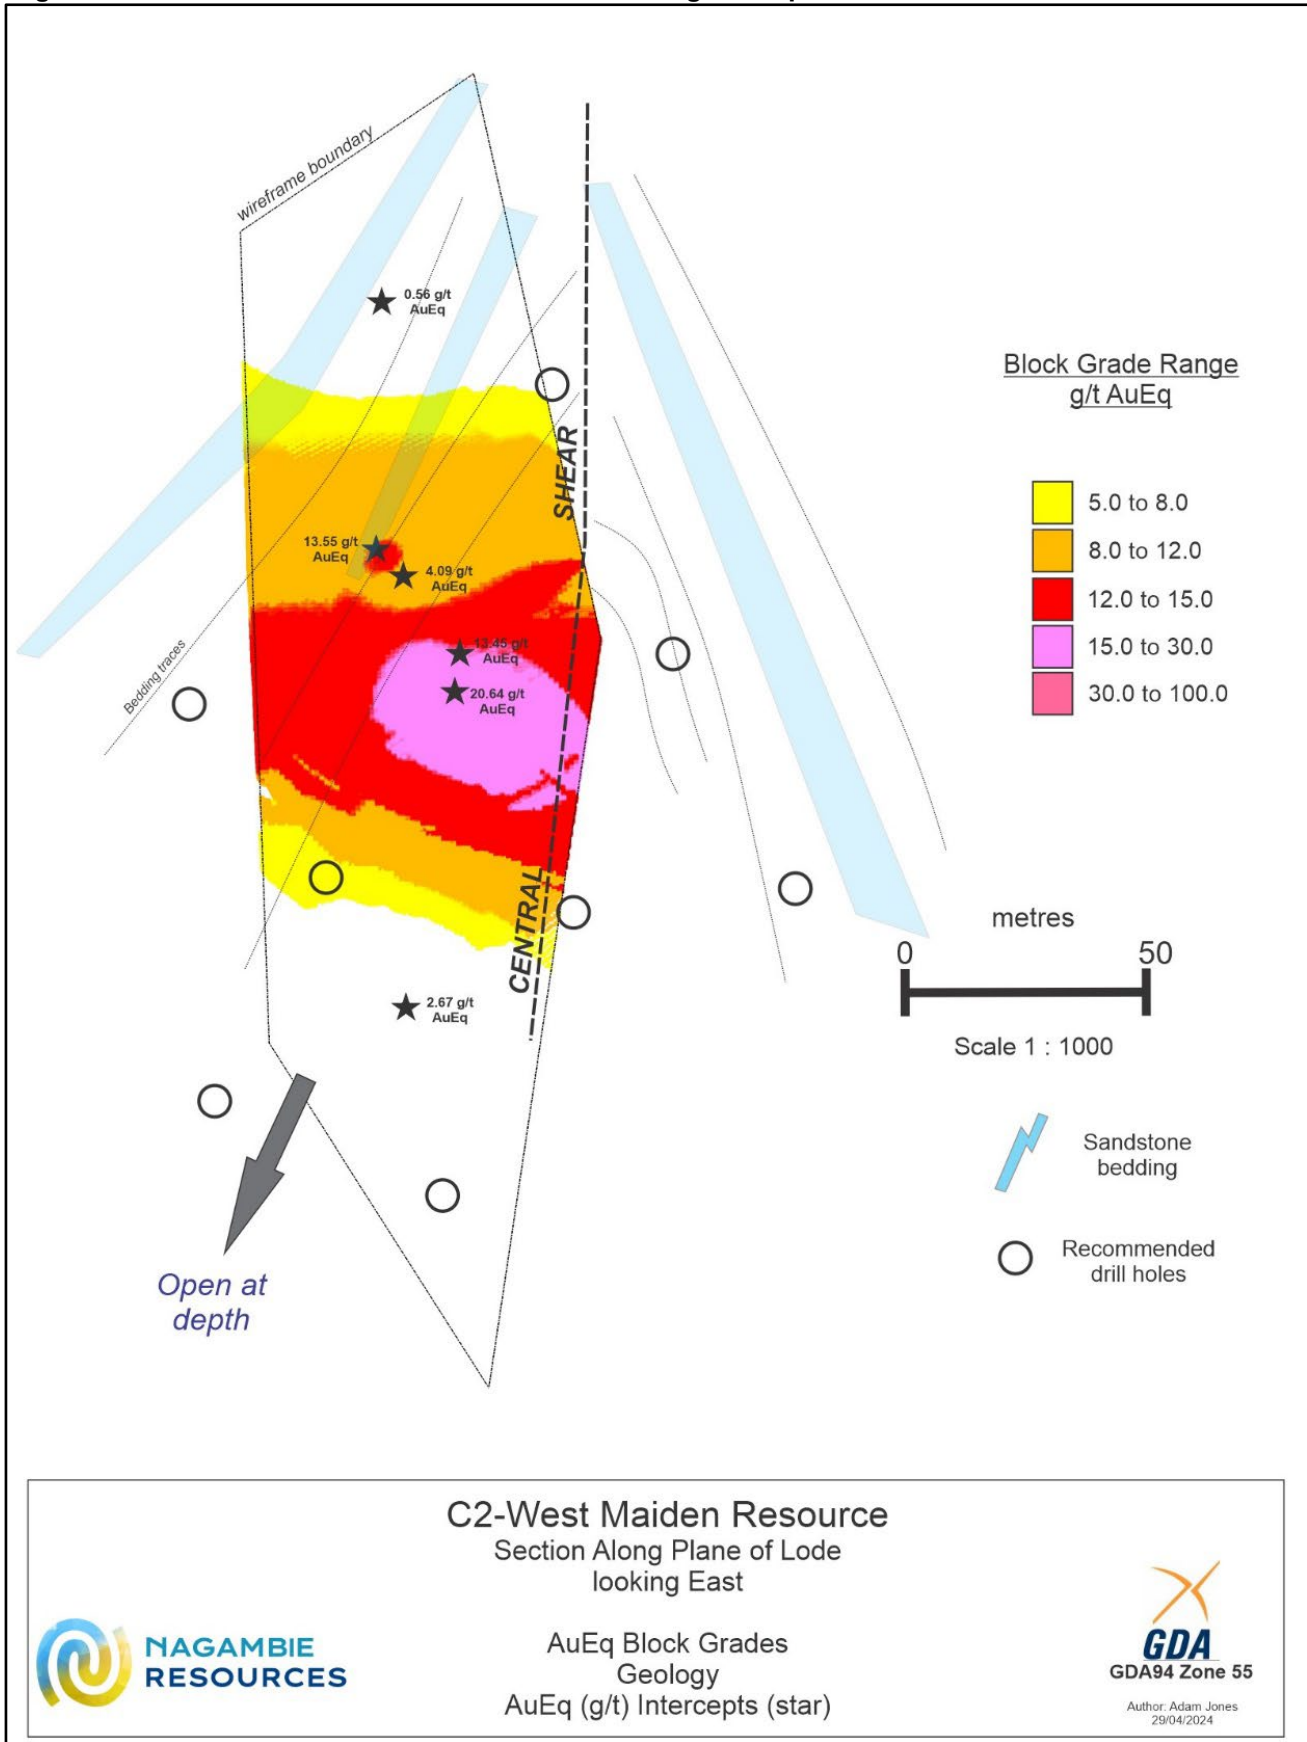 wireframe boundary
0.56 g/t
AuEq
SHEAR
13.55 g/t
AuEq
4.09 g/t
AuEq
13.45 g/t
AuEq
20.64 g/t
AuEq
Bedding traces
CENTRAL
2.67 g/t
AuEq
Open at
depth
Block Grade Range
g/t AuEq
5.0 to 8.0
8.0 to 12.0
12.0 to 15.0
15.0 to 30.0
30.0 to 100.0
metres
0 50
Scale 1 : 1000
Sandstone
bedding
Recommended
drill holes
C2-West Maiden Resource
Section Along Plane of Lode
looking East
AuEq Block Grades
Geology
AuEq (g/t) Intercepts (star)
NAGAMBIE
RESOURCES
GDA
GDA94 Zone 55
Author: Adam Jones
29/04/2024